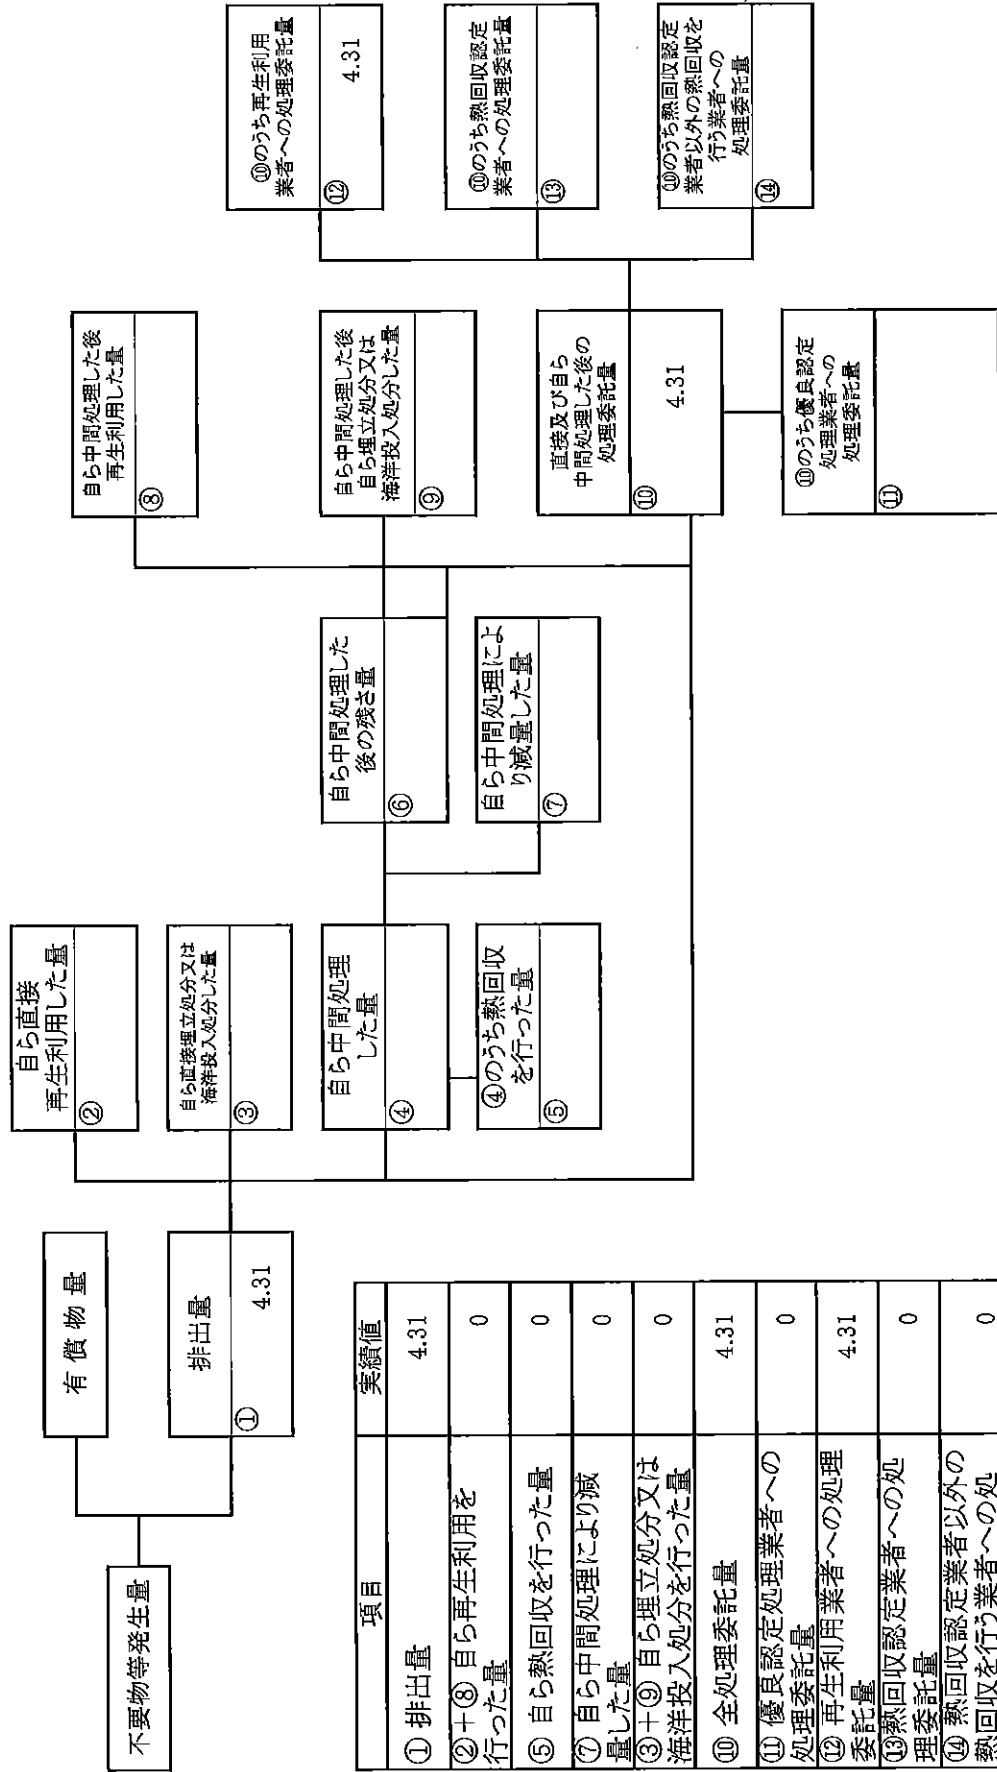 不要物等発生量
有償物量
排出量
① 4.31
自ら直接
再生利用した量
②
自ら直接埋立処分又は
海洋投入処分した量
③
自ら中間処理
した量
④
④のうち熱回収
を行った量
⑤
自ら中間処理した
後の残さ量
⑥
自ら中間処理によ
り減量した量
⑦
自ら中間処理した後
再生利用した量
⑧
自ら中間処理した後
自ら埋立処分又は
海洋投入処分した量
⑨
直接及び自ら
中間処理した後の
処理委託量
⑩ 4.31
⑩のうち優良認定
処理業者への
処理委託量
⑪
⑩のうち再生利用
業者への処理委託量
⑫ 4.31
⑩のうち熱回収認定
業者への処理委託量
⑬
⑩のうち熱回収認定
業者以外の熱回収を
行う業者への
処理委託量
⑭
項目 実績値
① 排出量 4.31
②+⑧ 自ら再生利用を
行った量 0
⑤ 自ら熱回収を行った量 0
⑦ 自ら中間処理により減
量した量 0
③+⑨ 自ら埋立処分又は
海洋投入処分を行った量 0
⑩ 全処理委託量 4.31
⑪ 優良認定処理業者への
処理委託量 0
⑫ 再生利用業者への処理
委託量 4.31
⑬熱回収認定業者への処
理委託量 0
⑭ 熱回収認定業者以外の
熱回収を行う業者への処 0